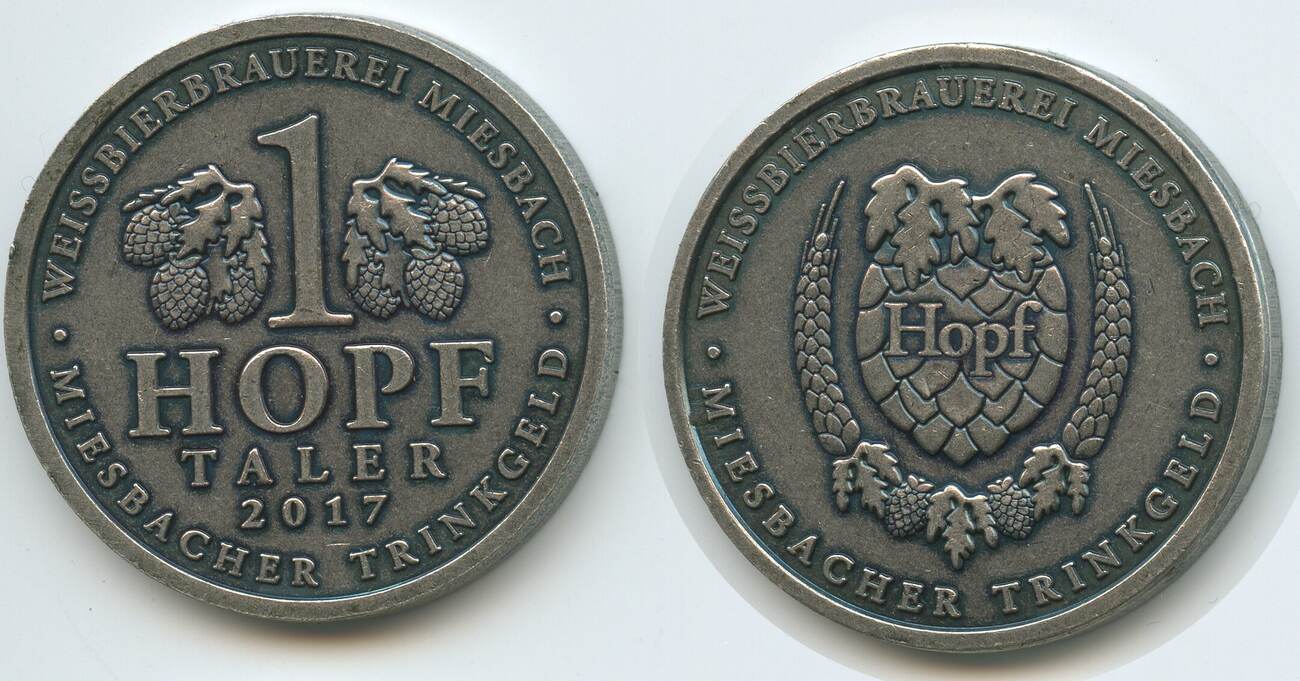 WEISSBIERBRAUEREI MIESBACH
1
HOPF
TALER
2017
· MIESBACHER TRINKGELD ·
WEISSBIERBRAUEREI MIESBACH
Hopf
· MIESBACHER TRINKGELD ·